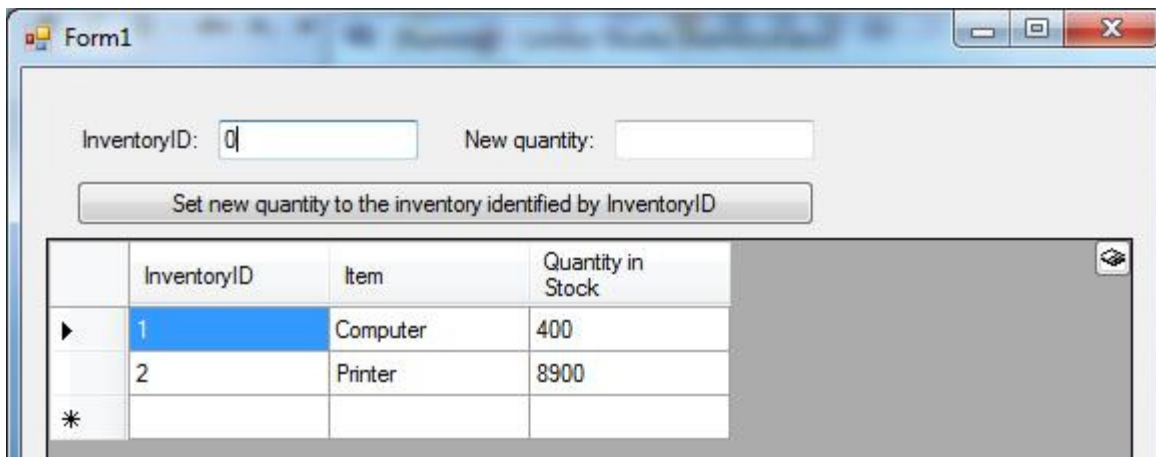 Form1
InventoryID: 0 New quantity:
Set new quantity to the inventory identified by InventoryID
InventoryID Item Quantity in Stock
1 Computer 400
2 Printer 8900